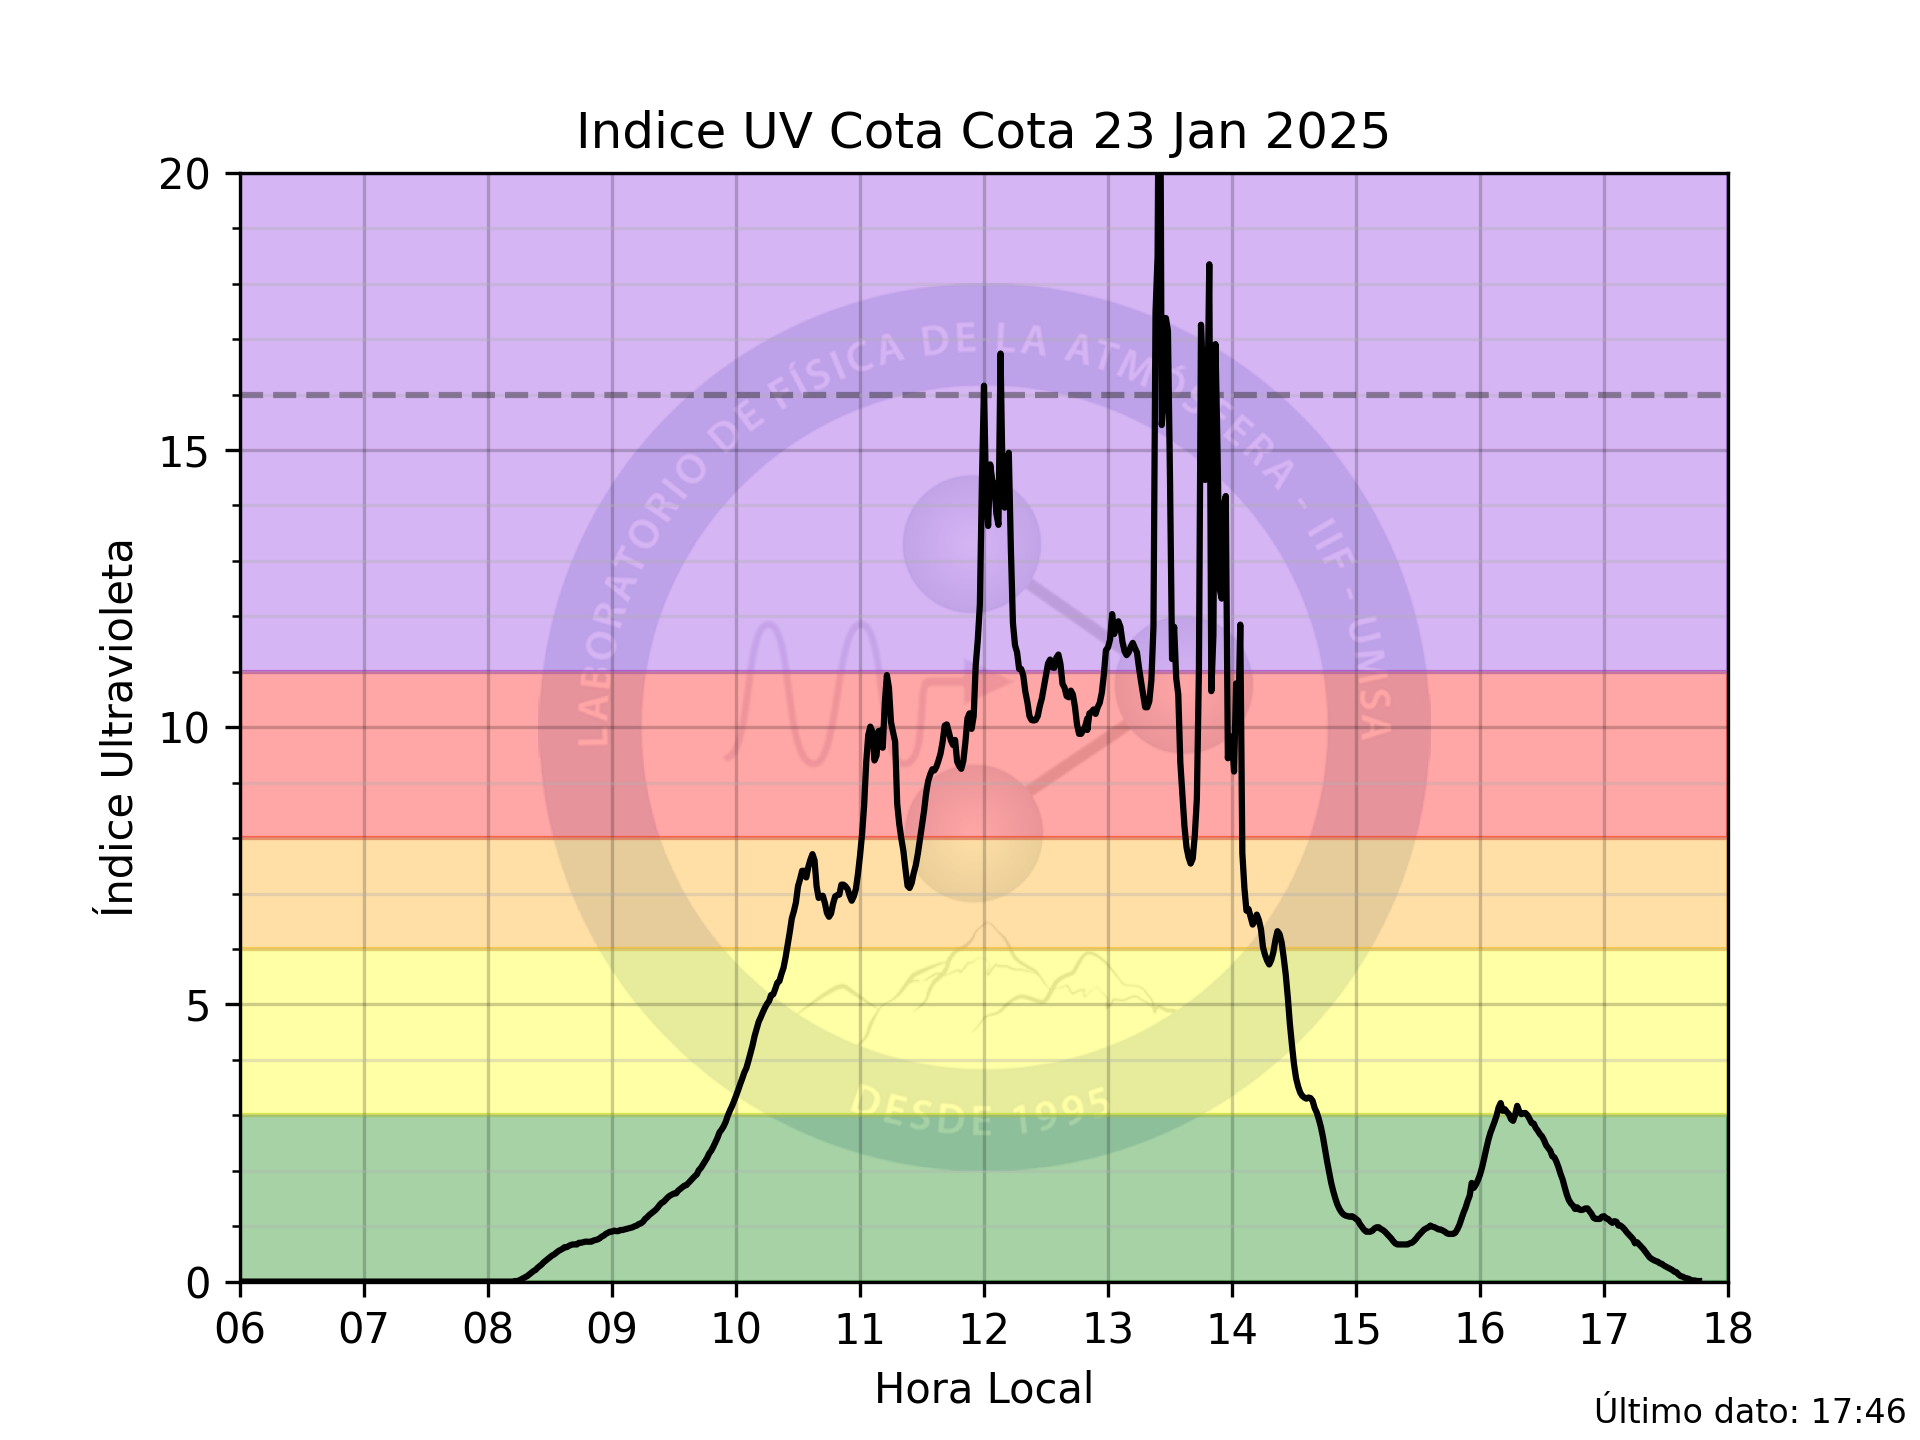 Indice UV Cota Cota 23 Jan 2025
20
15
10
5
0
Índice Ultravioleta
LABORATORIO DE FÍSICA DE LA ATMÓSFERA - IIF - UMSA
DESDE 1995
06 07 08 09 10 11 12 13 14 15 16 17 18
Hora Local
Último dato: 17:46